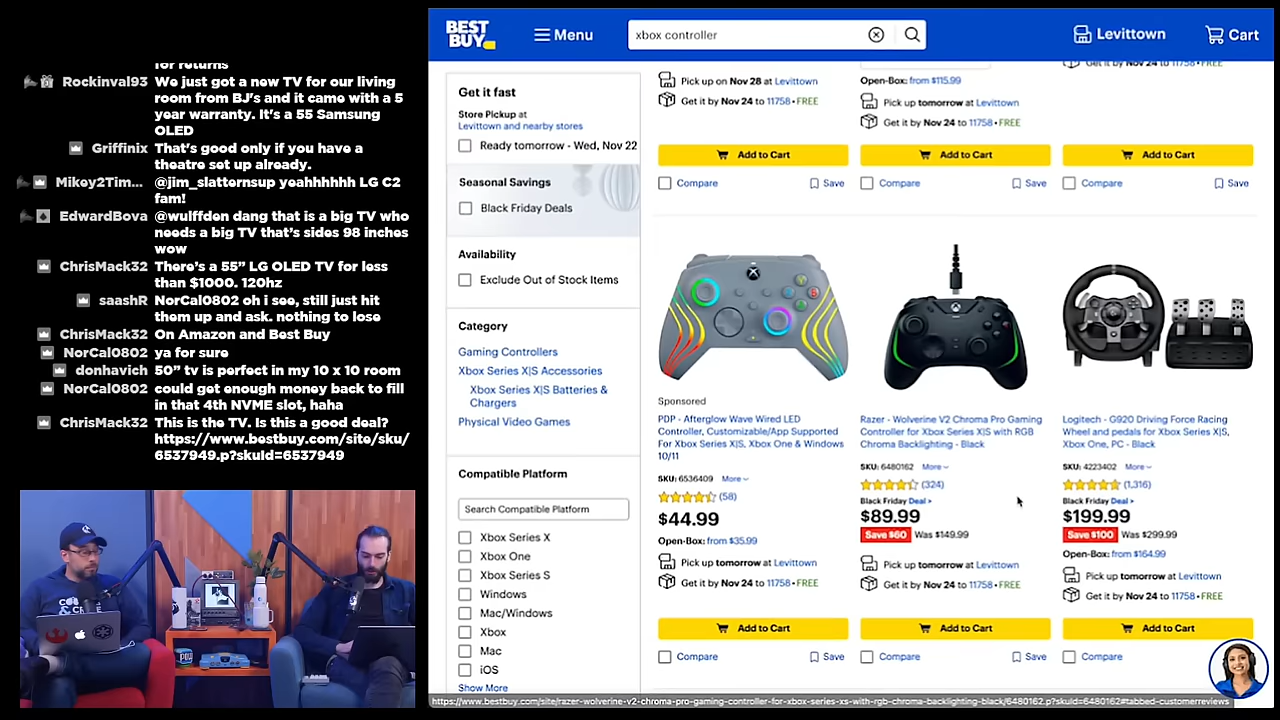 for returns
Rockinval93 We just got a new TV for our living
room from BJ's and it came with a 5
year warranty. It's a 55" Samsung
OLED
Griffinix That's good only if you have a
theatre set up already.
Mikey2Tim... @jim_slatternsup yeahhhhhh LG C2
fam!
EdwardBova @wulffden dang that is a big TV who
needs a big TV that's sides 98 inches
wow
ChrisMack32 There's a 55" LG OLED TV for less
than $1000. 120hz
saashR NorCal0802 oh i see, still just hit
them up and ask. nothing to lose
ChrisMack32 On Amazon and Best Buy
NorCal0802 ya for sure
donhavich 50" tv is perfect in my 10 x 10 room
NorCal0802 could get enough money back to fill
in that 4th NVME slot, haha
ChrisMack32 This is the TV. Is this a good deal?
https://www.bestbuy.com/site/sku/
6537949.p?skuId=6537949
BEST
BUY
Menu
xbox controller
Levittown
Cart
Get it fast
Store Pickup at
Levittown and nearby stores
Ready tomorrow - Wed, Nov 22
Seasonal Savings
Black Friday Deals
Availability
Exclude Out of Stock Items
Category
Gaming Controllers
Xbox Series X|S Accessories
Xbox Series X|S Batteries &
Chargers
Physical Video Games
Compatible Platform
Search Compatible Platform
Xbox Series X
Xbox One
Xbox Series S
Windows
Mac/Windows
Xbox
Mac
iOS
Show More
Pick up on Nov 28 at Levittown
Get it by Nov 24 to 11758 • FREE
Add to Cart
Compare
Save
Open-Box: from $115.99
Pick up tomorrow at Levittown
Get it by Nov 24 to 11758 • FREE
Add to Cart
Compare
Save
Get it by Nov 24 to 11758 • FREE
Add to Cart
Compare
Save
Sponsored
PDP - Afterglow Wave Wired LED
Controller, Customizable/App Supported
For Xbox Series X|S, Xbox One & Windows
10/11
SKU: 6536409 More
(58)
$44.99
Open-Box: from $35.99
Pick up tomorrow at Levittown
Get it by Nov 24 to 11758 • FREE
Add to Cart
Compare
Save
Razer - Wolverine V2 Chroma Pro Gaming
Controller for Xbox Series X|S with RGB
Chroma Backlighting - Black
SKU: 6480162 More
(324)
Black Friday Deal >
$89.99
Save $60 Was $149.99
Pick up tomorrow at Levittown
Get it by Nov 24 to 11758 • FREE
Add to Cart
Compare
Save
Logitech - G920 Driving Force Racing
Wheel and pedals for Xbox Series X|S,
Xbox One, PC - Black
SKU: 4223402 More
(1,316)
Black Friday Deal >
$199.99
Save $100 Was $299.99
Open-Box: from $164.99
Pick up tomorrow at Levittown
Get it by Nov 24 to 11758 • FREE
Add to Cart
Compare
https://www.bestbuy.com/site/razer-wolverine-v2-chroma-pro-gaming-controller-for-xbox-series-xs-with-rgb-chroma-backlighting-black/6480162.p?skuId=6480162#tabbed-customerreviews